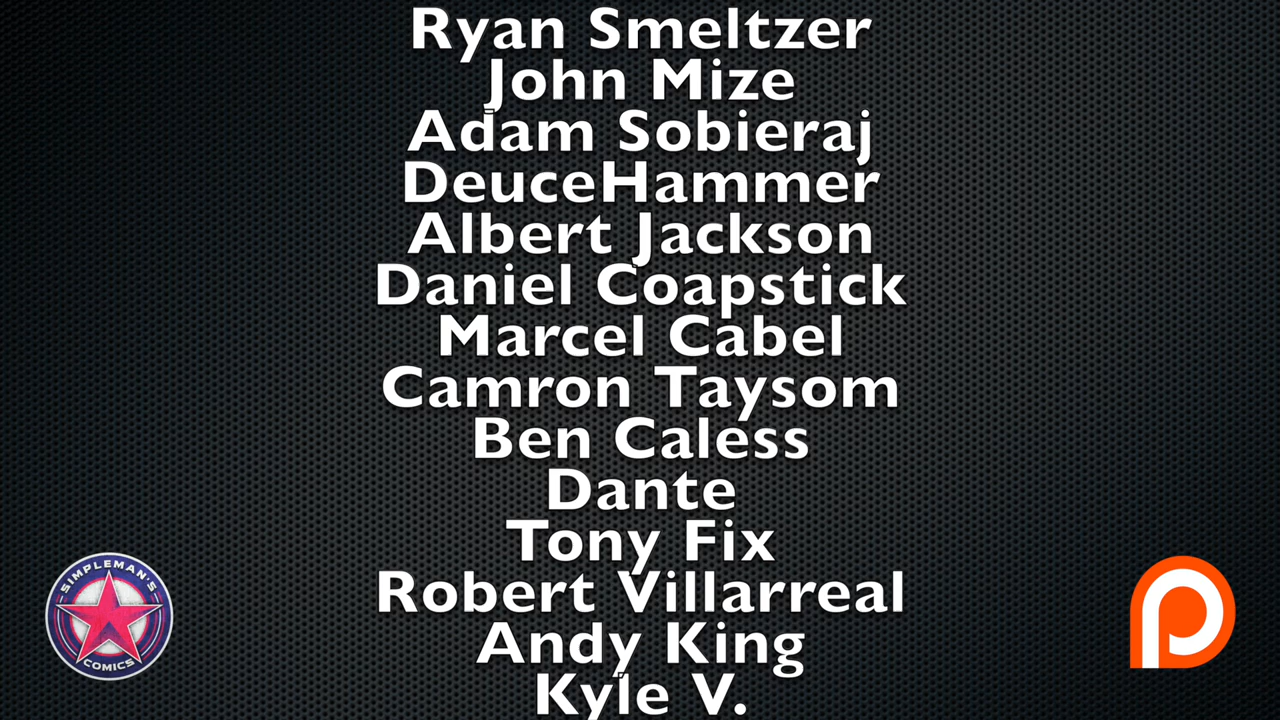 Ryan Smeltzer
John Mize
Adam Sobieraj
DeuceHammer
Albert Jackson
Daniel Coapstick
Marcel Cabel
Camron Taysom
Ben Caless
Dante
Tony Fix
Robert Villarreal
Andy King
Kyle V.
SIMPLEMAN'S
COMICS